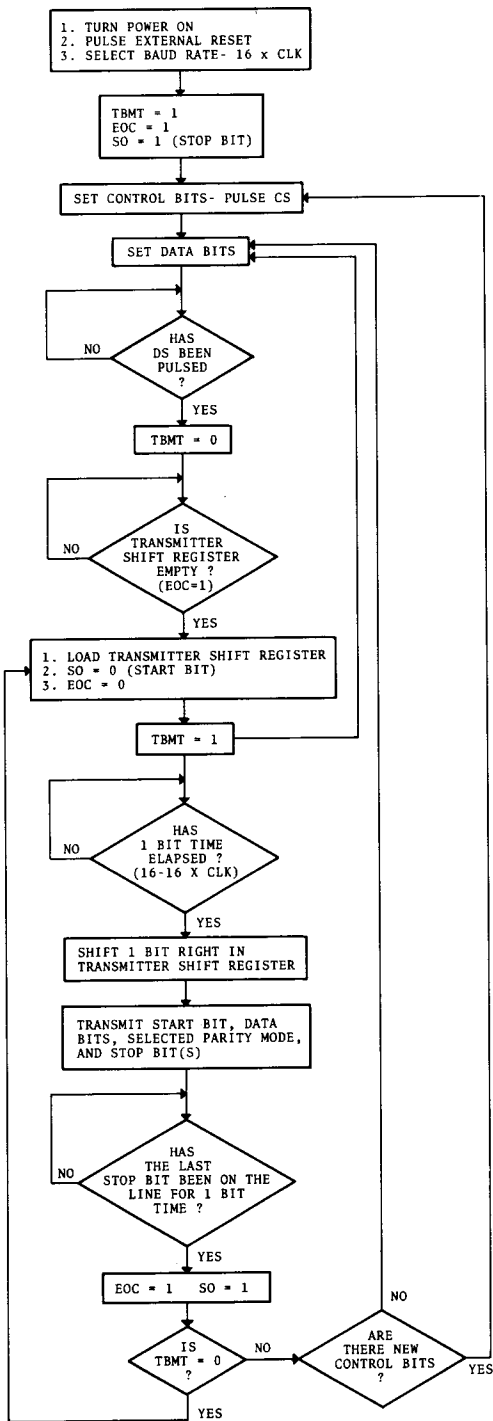 1. TURN POWER ON
2. PULSE EXTERNAL RESET
3. SELECT BAUD RATE- 16 x CLK
TBMT = 1
EOC = 1
SO = 1 (STOP BIT)
SET CONTROL BITS- PULSE CS
SET DATA BITS
HAS
DS BEEN
PULSED
?
NO
YES
TBMT = 0
IS
TRANSMITTER
SHIFT REGISTER
EMPTY ?
(EOC=1)
NO
YES
1. LOAD TRANSMITTER SHIFT REGISTER
2. SO = 0 (START BIT)
3. EOC = 0
TBMT = 1
HAS
1 BIT TIME
ELAPSED ?
(16-16 X CLK)
NO
YES
SHIFT 1 BIT RIGHT IN
TRANSMITTER SHIFT REGISTER
TRANSMIT START BIT, DATA
BITS, SELECTED PARITY MODE,
AND STOP BIT(S)
HAS
THE LAST
STOP BIT BEEN ON THE
LINE FOR 1 BIT
TIME ?
NO
YES
EOC = 1 SO = 1
IS
TBMT = 0
?
NO
YES
ARE
THERE NEW
CONTROL BITS
?
NO
YES